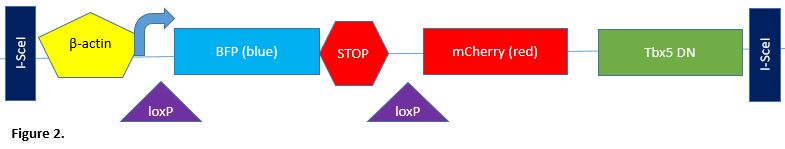 I-SceI
β-actin
BFP (blue)
STOP
mCherry (red)
Tbx5 DN
I-SceI
loxP
loxP
Figure 2.